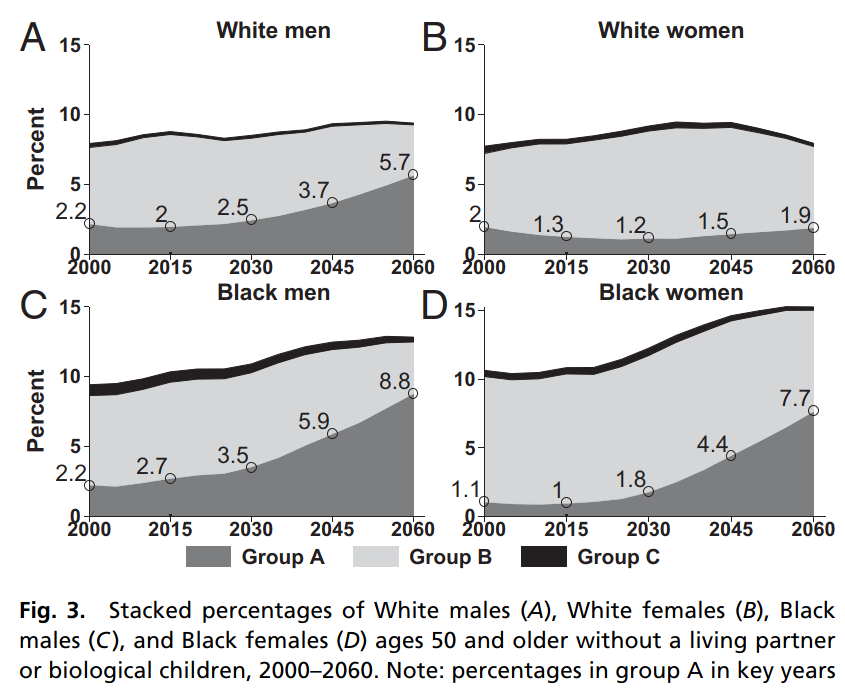 A White men
B White women
15
10
5
0
Percent
2.2
2
2.5
3.7
5.7
2000 2015 2030 2045 2060
15
10
5
0
2
1.3
1.2
1.5
1.9
2000 2015 2030 2045 2060
C Black men
D Black women
15
10
5
0
Percent
2.2
2.7
3.5
5.9
8.8
2000 2015 2030 2045 2060
15
10
5
0
1.1
1
1.8
4.4
7.7
2000 2015 2030 2045 2060
Group A Group B Group C
Fig. 3. Stacked percentages of White males (A), White females (B), Black
males (C), and Black females (D) ages 50 and older without a living partner
or biological children, 2000–2060. Note: percentages in group A in key years